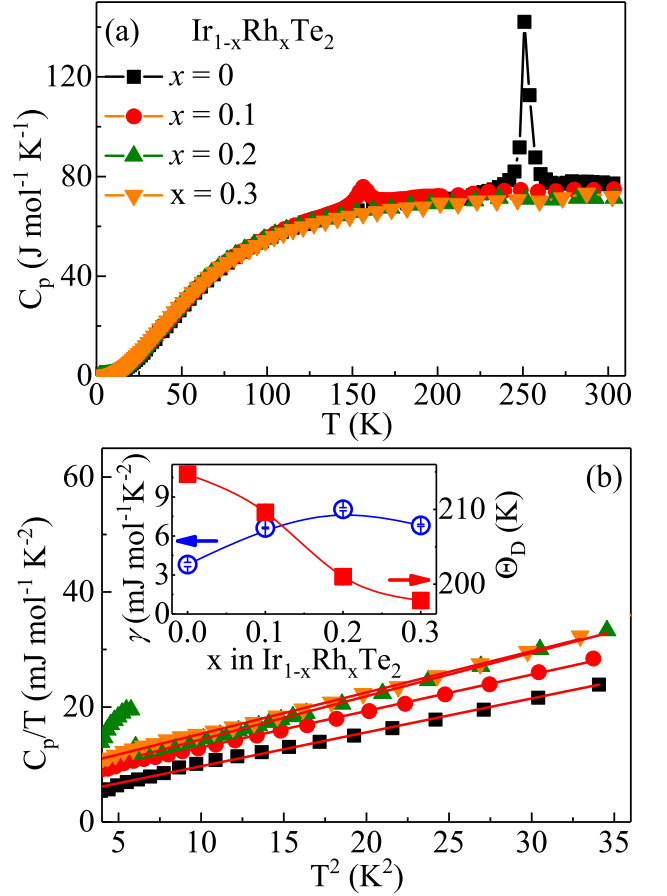 (a) Ir₁₋ₓRhₓTe₂
x = 0
x = 0.1
x = 0.2
x = 0.3
Cₚ (J mol⁻¹ K⁻¹)
120
80
40
0
0 50 100 150 200 250 300
T (K)
(b)
Cₚ/T (mJ mol⁻¹ K⁻²)
60
40
20
0
5 10 15 20 25 30 35
T² (K²)
γ (mJ mol⁻¹K⁻²)
9
6
3
0
0.0 0.1 0.2 0.3
x in Ir₁₋ₓRhₓTe₂
210
200
Θ_D (K)